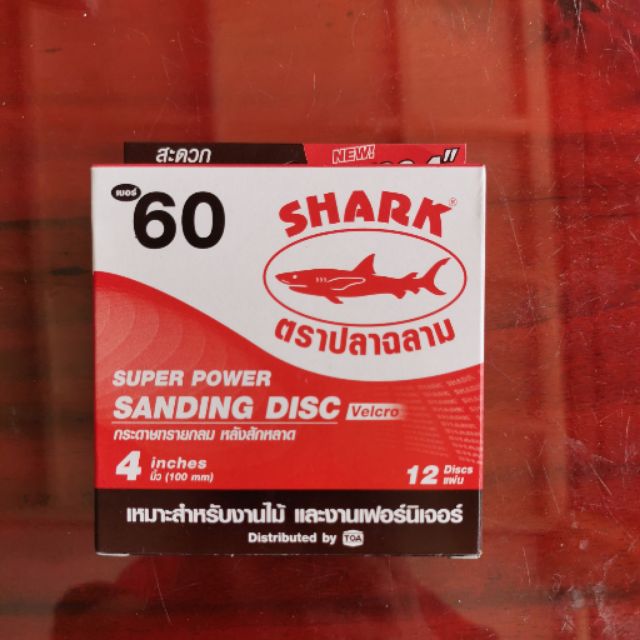 สะดวก
NEW!
4"
เบอร์
60
SHARK®
ตราปลาฉลาม
SUPER POWER
SANDING DISC Velcro
กระดาษทรายกลม หลังสักหลาด
4 inches
นิ้ว (100 mm)
12 Discs
แผ่น
เหมาะสำหรับงานไม้ และงานเฟอร์นิเจอร์
Distributed by TOA